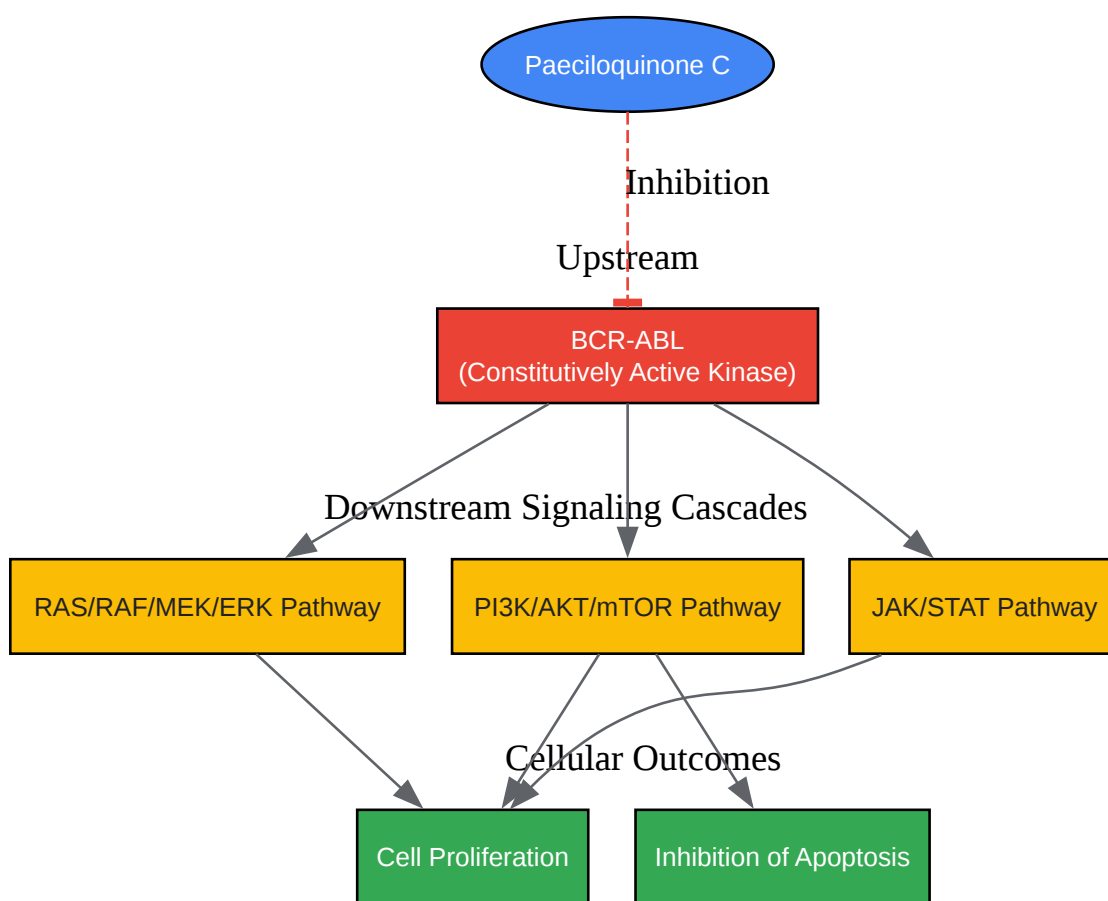 Paeciloquinone C
Inhibition
Upstream
BCR-ABL
(Constitutively Active Kinase)
Downstream Signaling Cascades
RAS/RAF/MEK/ERK Pathway
PI3K/AKT/mTOR Pathway
JAK/STAT Pathway
Cellular Outcomes
Cell Proliferation
Inhibition of Apoptosis